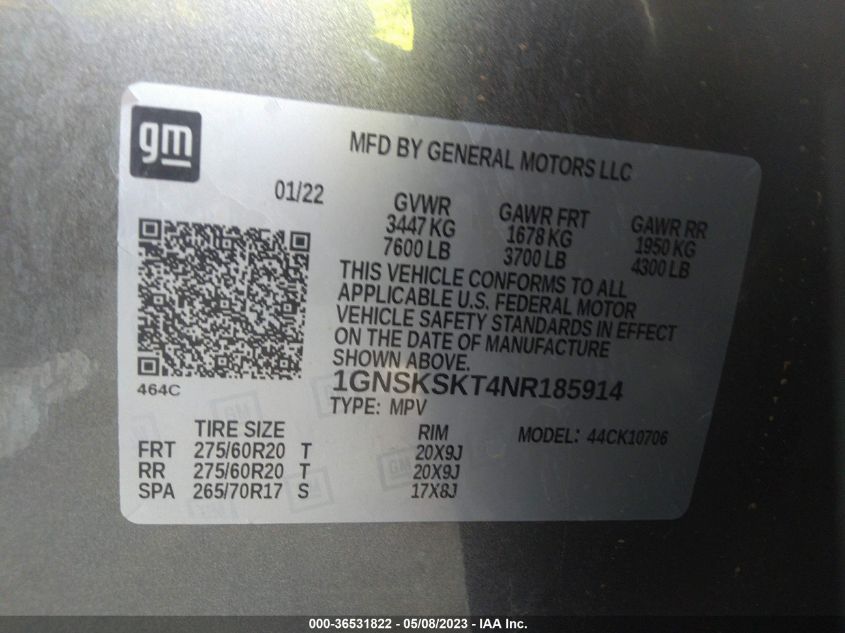 gm
MFD BY GENERAL MOTORS LLC
01/22
GVWR GAWR FRT GAWR RR
3447 KG 1678 KG 1950 KG
7600 LB 3700 LB 4300 LB
THIS VEHICLE CONFORMS TO ALL
APPLICABLE U.S. FEDERAL MOTOR
VEHICLE SAFETY STANDARDS IN EFFECT
ON THE DATE OF MANUFACTURE
SHOWN ABOVE.
464C
1GNSKSKT4NR185914
TYPE: MPV
TIRE SIZE RIM MODEL: 44CK10706
FRT 275/60R20 T 20X9J
RR 275/60R20 T 20X9J
SPA 265/70R17 S 17X8J
000-36531822 - 05/08/2023 - © IAA Inc.